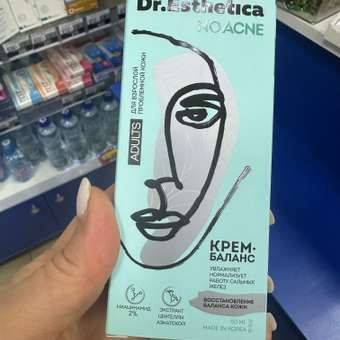 Dr.Esthetica
NO ACNE
ДЛЯ ВЗРОСЛОЙ
ПРОБЛЕМНОЙ КОЖИ
ADULTS
КРЕМ-
БАЛАНС
УВЛАЖНЯЕТ
НОРМАЛИЗУЕТ
РАБОТУ САЛЬНЫХ
ЖЕЛЕЗ
ВОССТАНОВЛЕНИЕ
БАЛАНСА КОЖИ
НИАЦИНАМИД
2%
ЭКСТРАКТ
ЦЕНТЕЛЛЫ
АЗИАТСКОЙ
50 ML
MADE IN KOREA